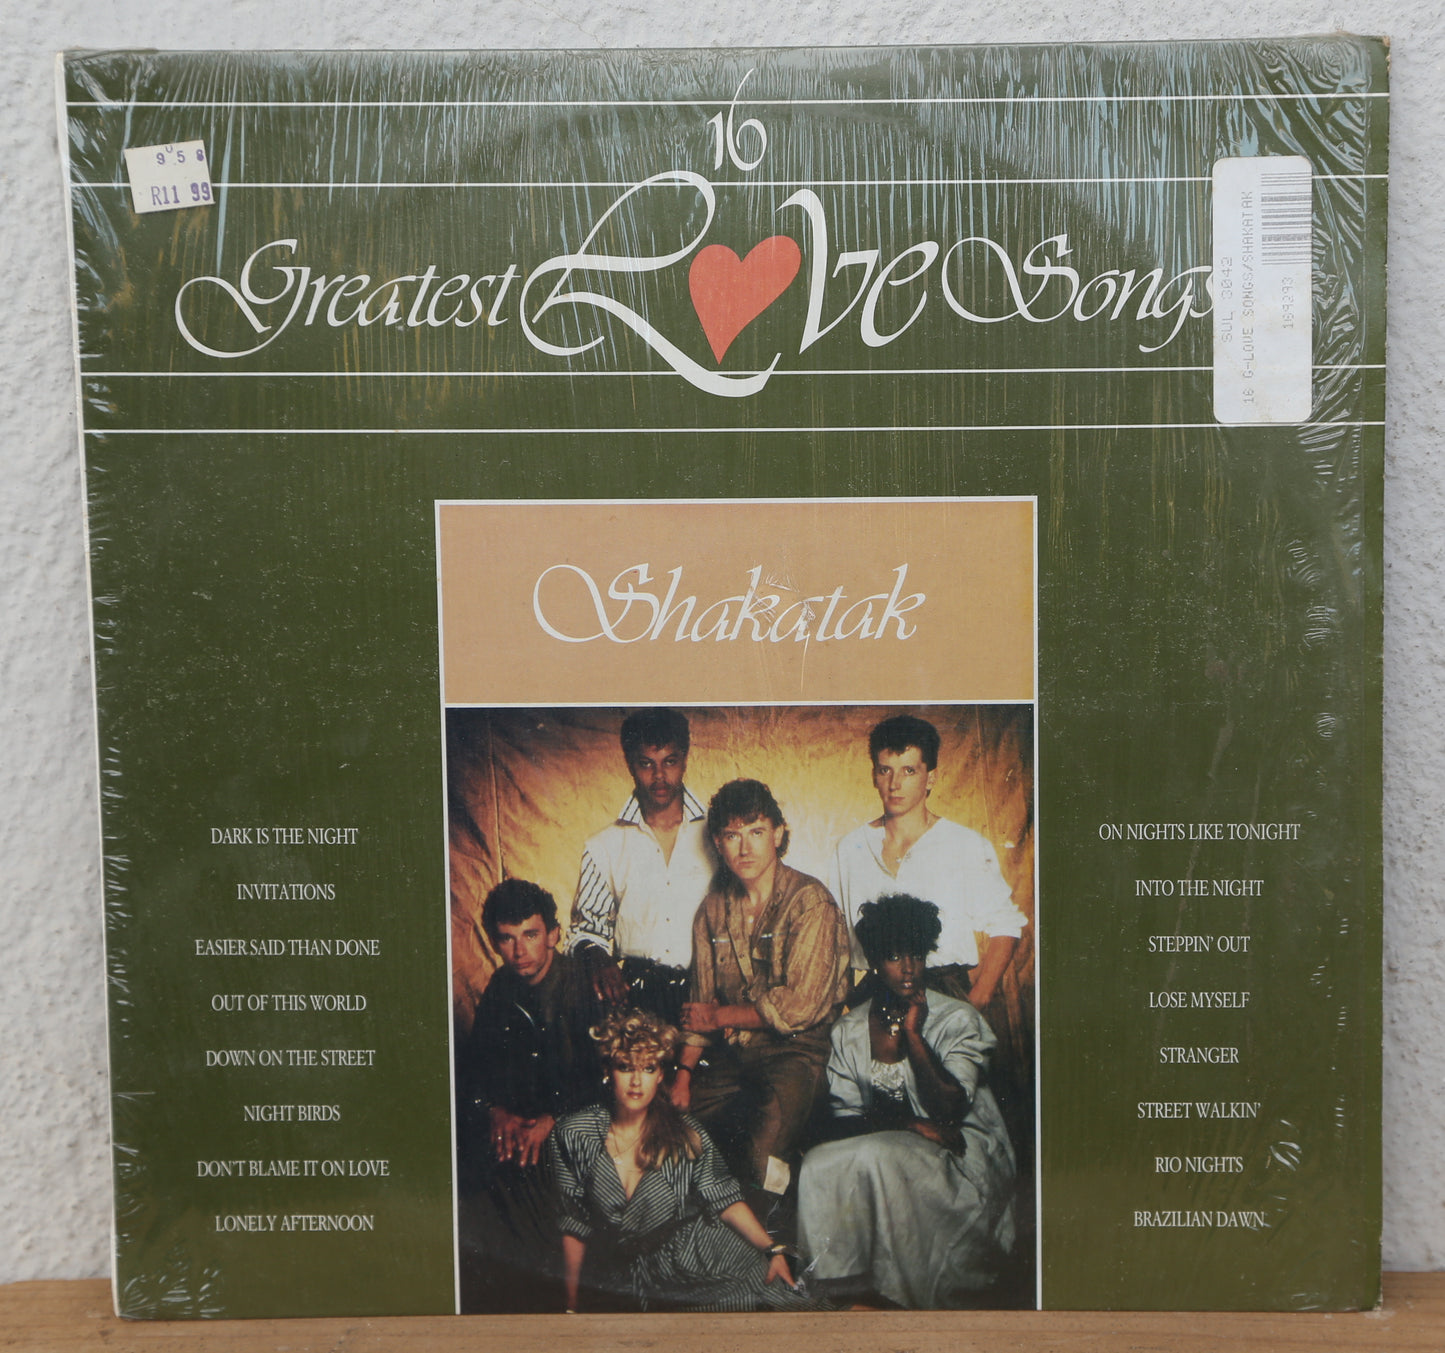 16
Greatest Love Songs
9 5 8
R11 99
SUL 3042
16 G-LOVE SONGS/SHAKATAK
169293
Shakatak
DARK IS THE NIGHT
INVITATIONS
EASIER SAID THAN DONE
OUT OF THIS WORLD
DOWN ON THE STREET
NIGHT BIRDS
DON'T BLAME IT ON LOVE
LONELY AFTERNOON
ON NIGHTS LIKE TONIGHT
INTO THE NIGHT
STEPPIN' OUT
LOSE MYSELF
STRANGER
STREET WALKIN'
RIO NIGHTS
BRAZILIAN DAWN